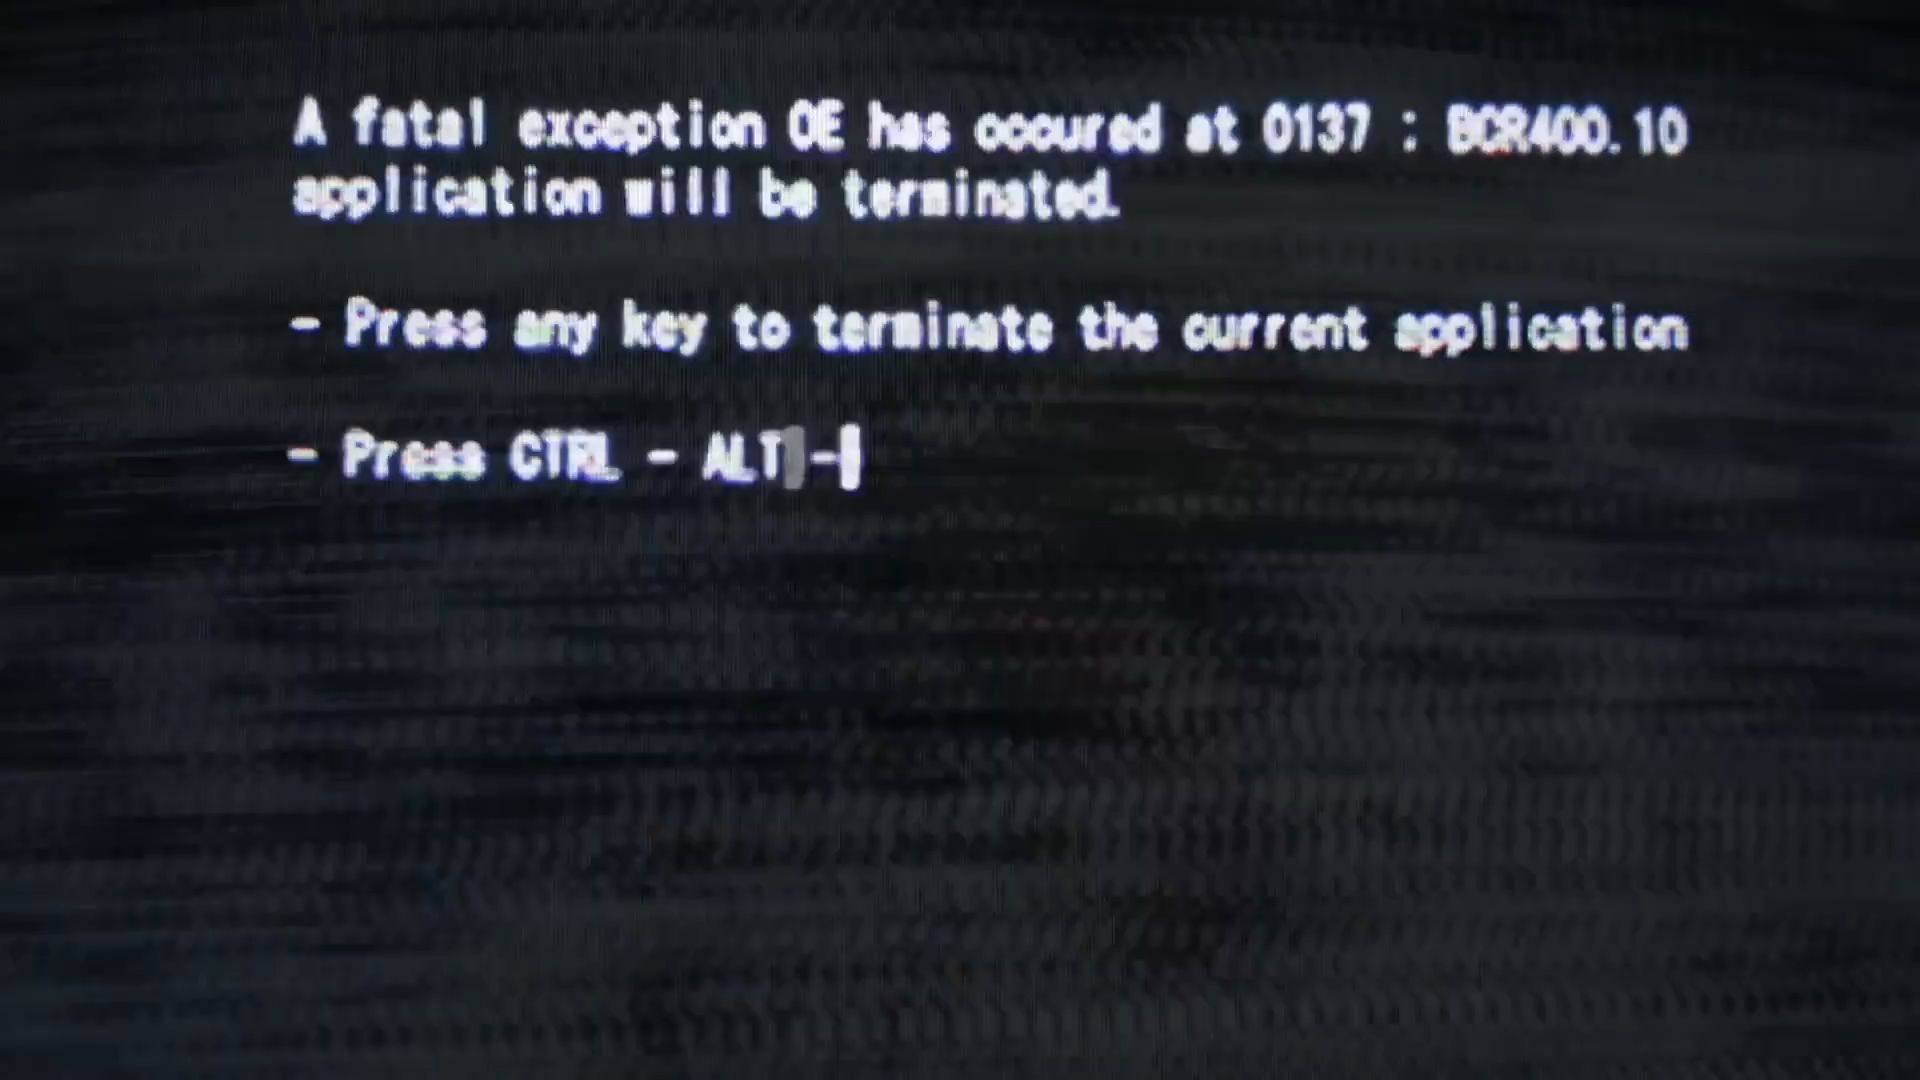 A fatal exception OE has occured at 0137 : BCR400.10
application will be terminated.
- Press any key to terminate the current application
- Press CTRL - ALT -